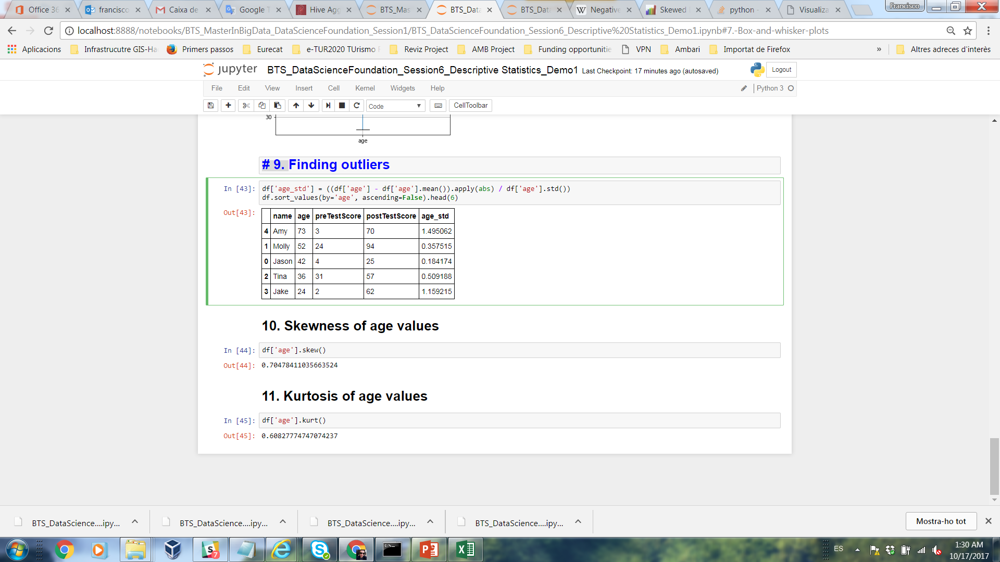 Office 36
francisco
Caixa de
Google T
Hive Agg
BTS_Mas
BTS_Data
BTS_Dat
Negative
Skewed
python -
Visualiza
Francisco
localhost:8888/notebooks/BTS_MasterInBigData_DataScienceFoundation_Session1/BTS_DataScienceFoundation_Session6_Descriptive%20Statistics_Demo1.ipynb#7.-Box-and-whisker-plots
Aplicacions
Infrastrucutre GIS-Ha
Primers passos
Eurecat
e-TUR2020 TUrismo F
Reviz Project
AMB Project
Funding opportunitie
VPN
Ambari
Importat de Firefox
»
Altres adreces d'interès
jupyter BTS_DataScienceFoundation_Session6_Descriptive Statistics_Demo1 Last Checkpoint: 17 minutes ago (autosaved)
Logout
File Edit View Insert Cell Kernel Widgets Help
Python 3
Code
CellToolbar
30
age
# 9. Finding outliers
In [43]: df['age_std'] = ((df['age'] - df['age'].mean()).apply(abs) / df['age'].std())
df.sort_values(by='age', ascending=False).head(6)
Out[43]:
name age preTestScore postTestScore age_std
4 Amy 73 3 70 1.495062
1 Molly 52 24 94 0.357515
0 Jason 42 4 25 0.184174
2 Tina 36 31 57 0.509188
3 Jake 24 2 62 1.159215
10. Skewness of age values
In [44]: df['age'].skew()
Out[44]: 0.70478411035663524
11. Kurtosis of age values
In [45]: df['age'].kurt()
Out[45]: 0.60827774747074237
BTS_DataScience....ipy...
BTS_DataScience....ipy...
BTS_DataScience....ipy...
BTS_DataScience....ipy...
Mostra-ho tot
7
ES
1:30 AM
10/17/2017